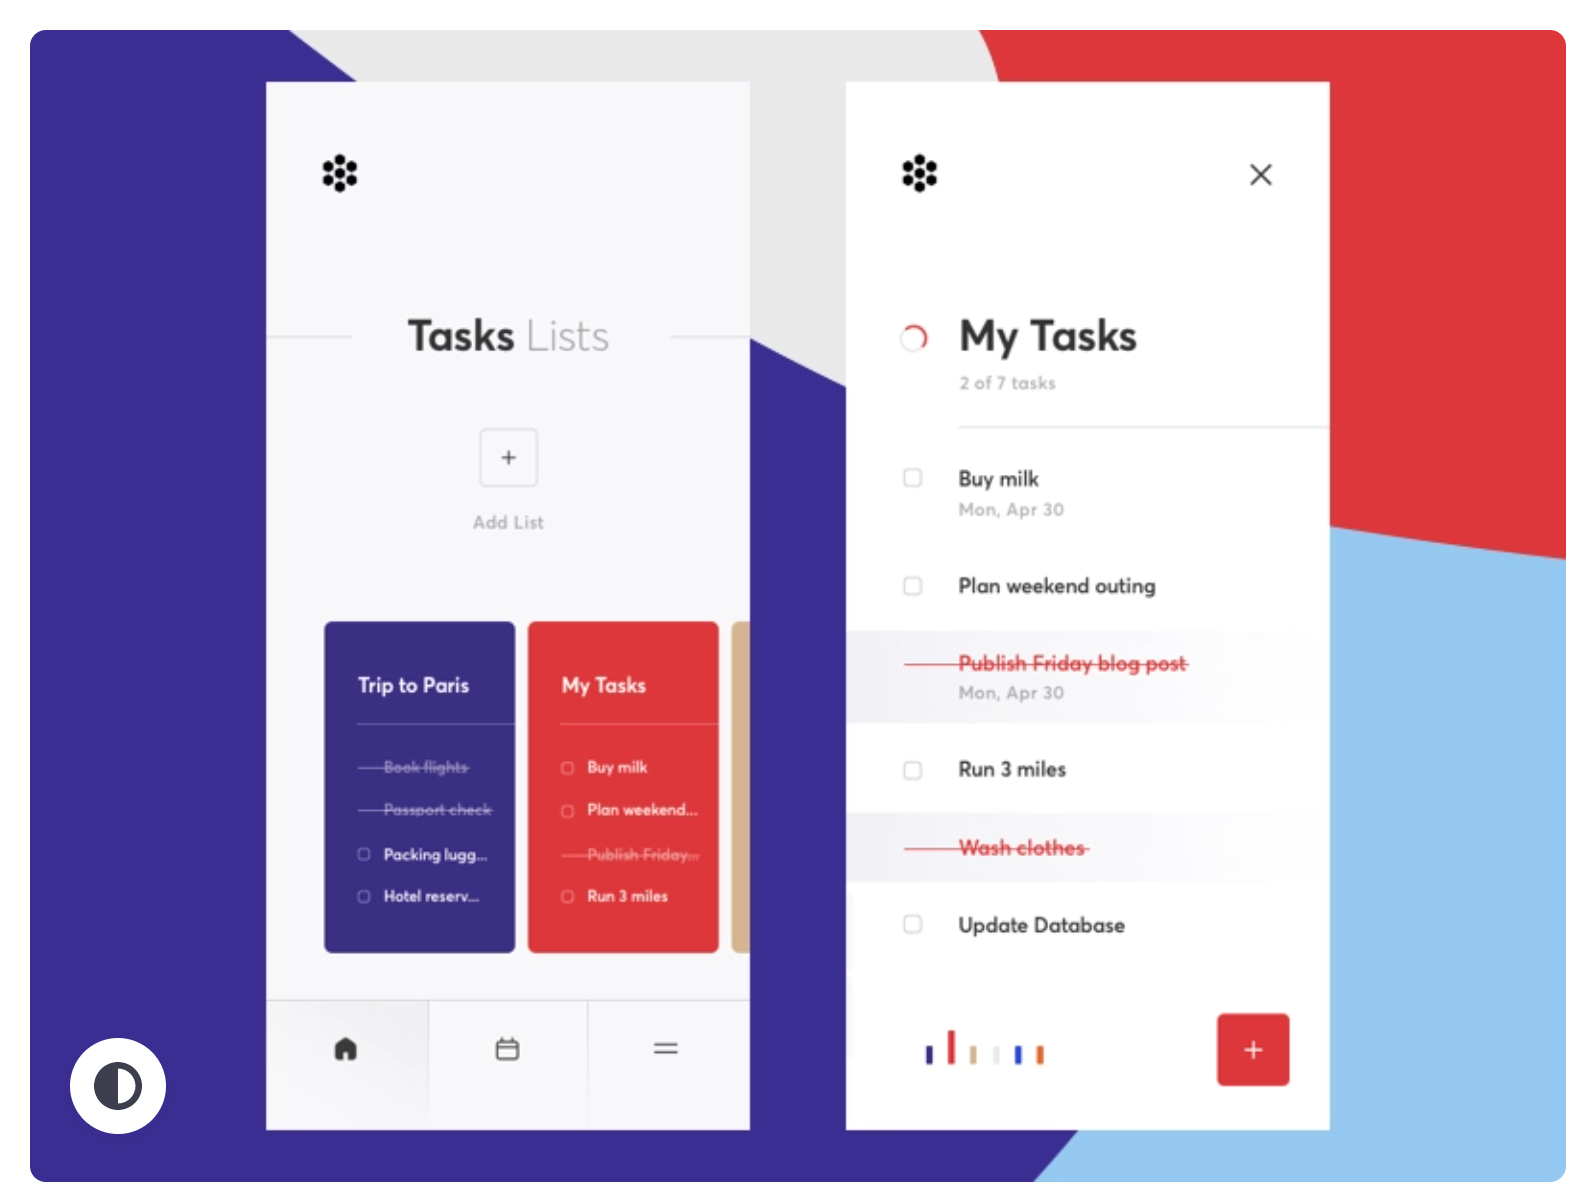 Tasks Lists
+
Add List
Trip to Paris
Book flights
Passport check
Packing lugg...
Hotel reserv...
My Tasks
Buy milk
Plan weekend...
Publish Friday...
Run 3 miles
My Tasks
2 of 7 tasks
Buy milk
Mon, Apr 30
Plan weekend outing
Publish Friday blog post
Mon, Apr 30
Run 3 miles
Wash clothes
Update Database
+